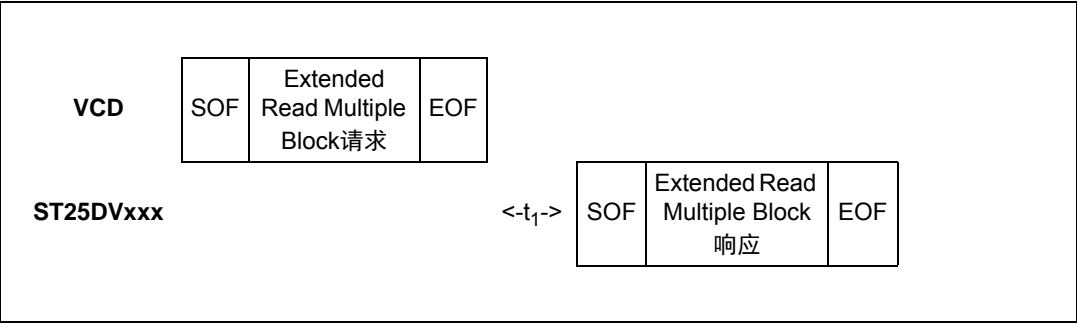 VCD
SOF
Extended
Read Multiple
Block请求
EOF
ST25DVxxx
<-t₁->
SOF
Extended Read
Multiple Block
响应
EOF